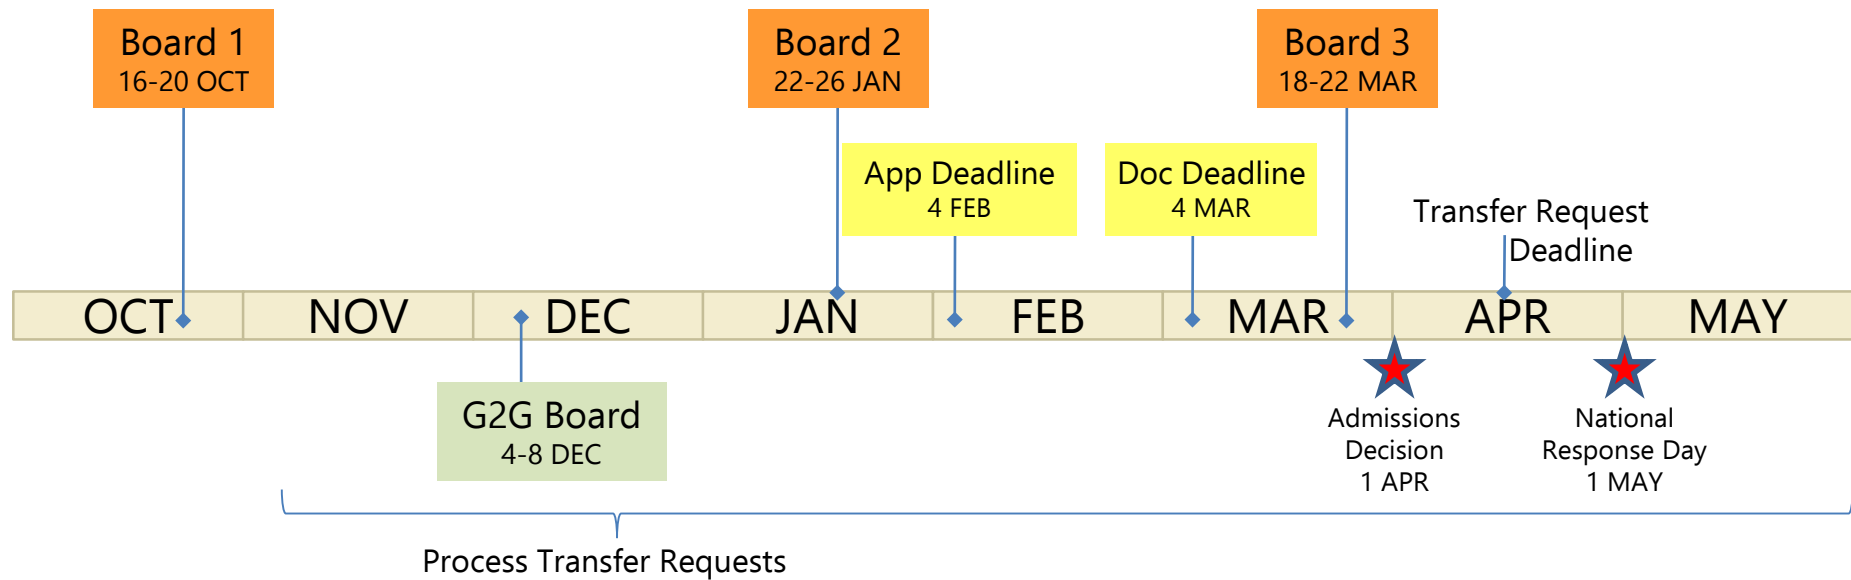 Board 1
16-20 OCT
Board 2
22-26 JAN
Board 3
18-22 MAR
App Deadline
4 FEB
Doc Deadline
4 MAR
Transfer Request
Deadline
OCT
NOV
DEC
JAN
FEB
MAR
APR
MAY
G2G Board
4-8 DEC
Admissions
Decision
1 APR
National
Response Day
1 MAY
Process Transfer Requests